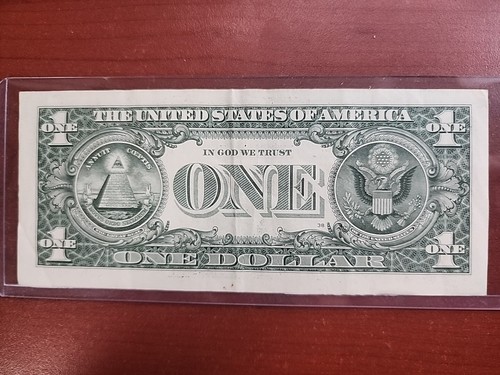 THE UNITED STATES OF AMERICA
1 ONE
1 ONE
ANNUIT COEPTIS
IN GOD WE TRUST
ONE
1 ONE
1 ONE
ONE DOLLAR